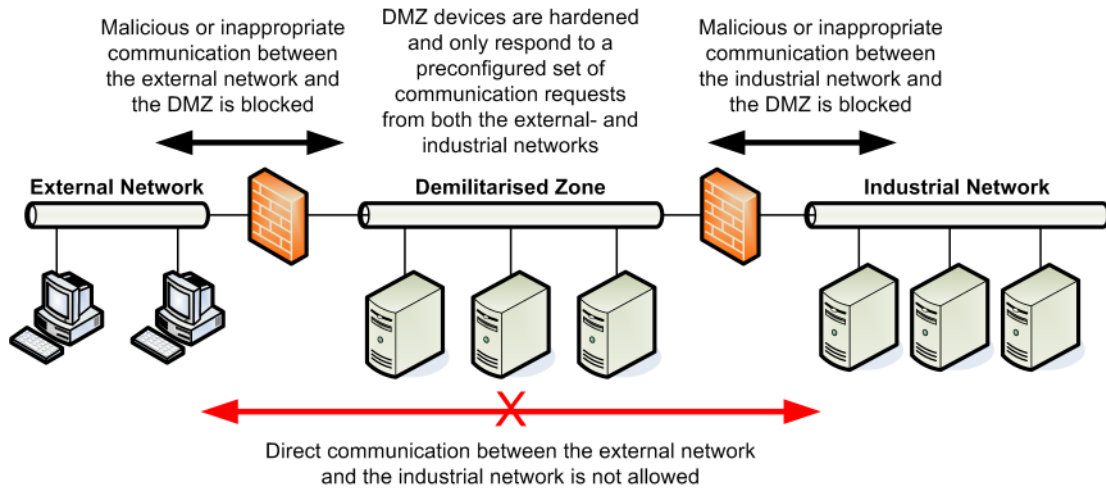 Malicious or inappropriate
communication between
the external network and
the DMZ is blocked
DMZ devices are hardened
and only respond to a
preconfigured set of
communication requests
from both the external- and
industrial networks
Malicious or inappropriate
communication between
the industrial network and
the DMZ is blocked
External Network
Demilitarised Zone
Industrial Network
Direct communication between the external network
and the industrial network is not allowed